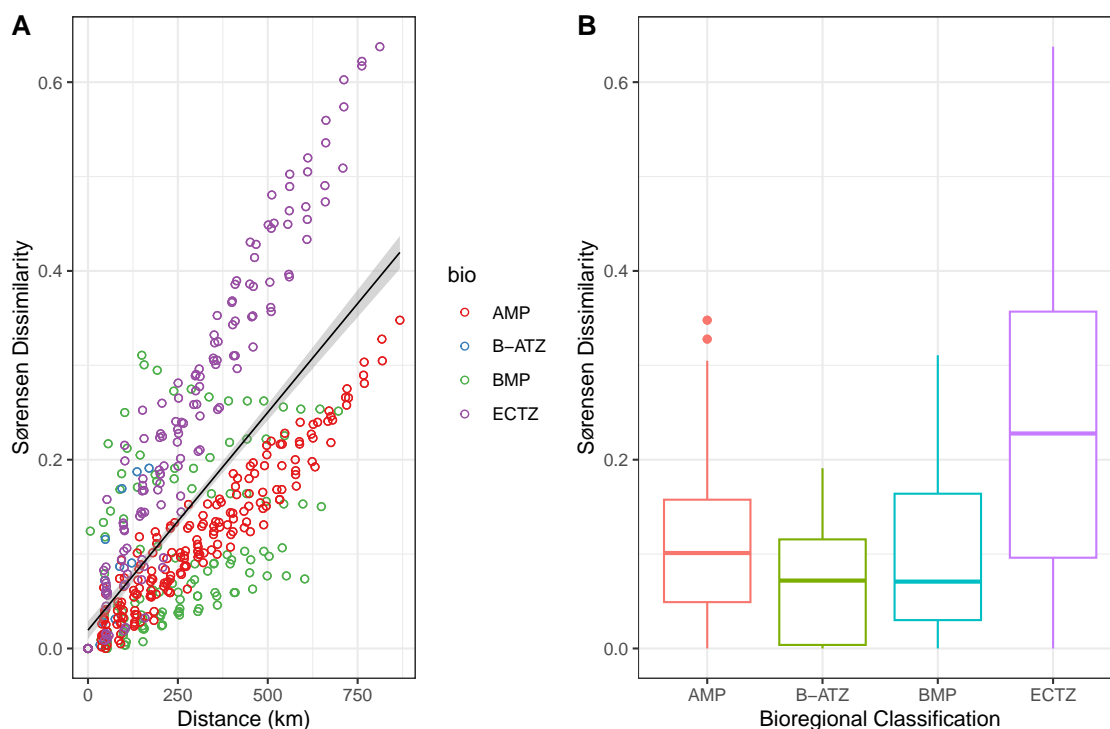 A
Sørensen Dissimilarity
0.6
0.4
0.2
0.0
0
250
500
750
Distance (km)
bio
AMP
B−ATZ
BMP
ECTZ
B
Sørensen Dissimilarity
0.6
0.4
0.2
0.0
AMP
B−ATZ
BMP
ECTZ
Bioregional Classification